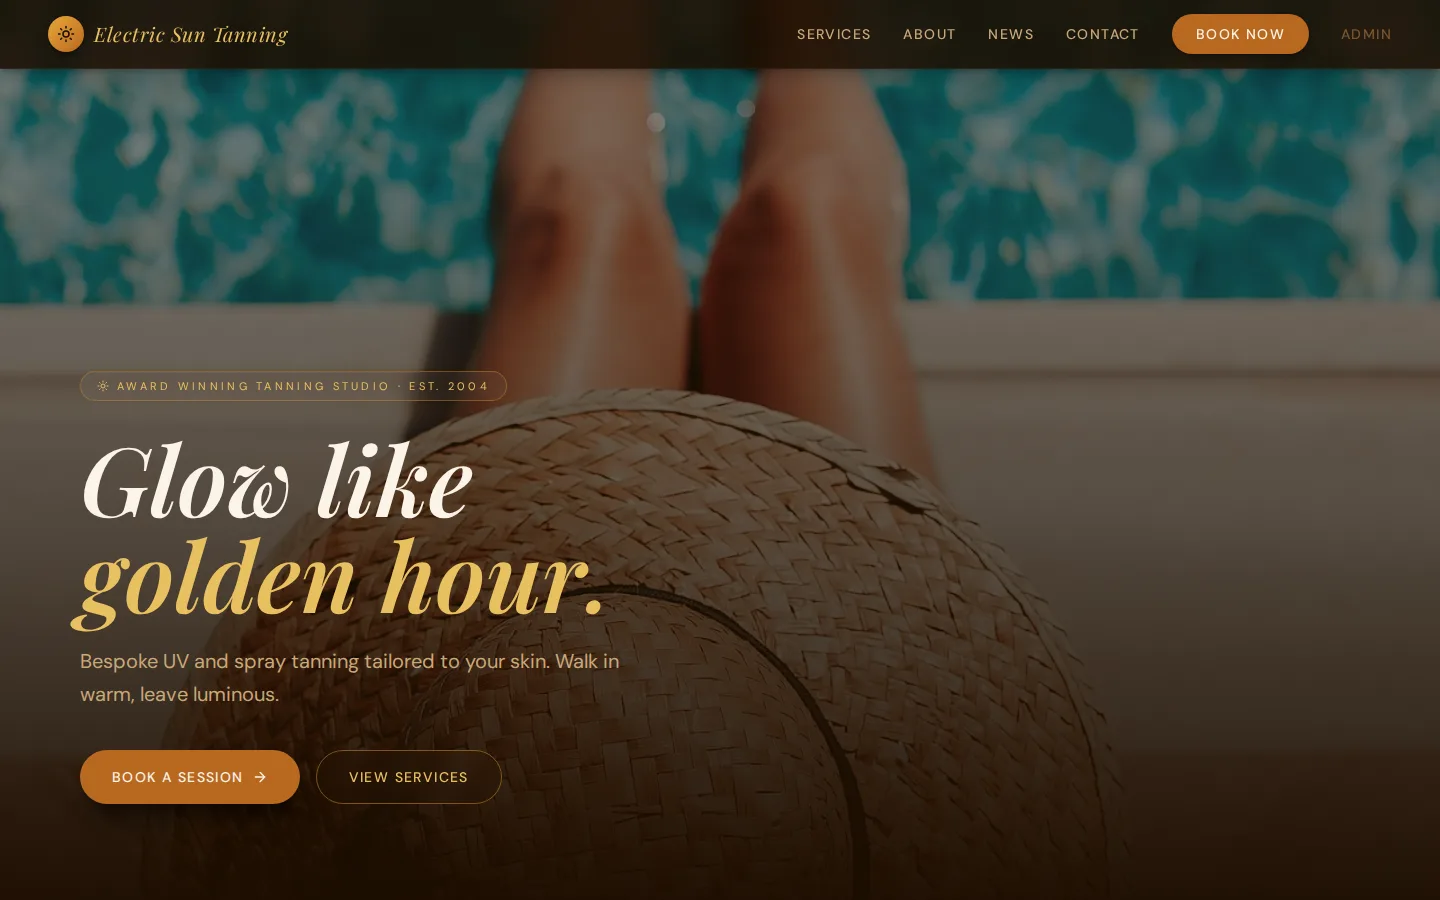 Electric Sun Tanning
SERVICES
ABOUT
NEWS
CONTACT
BOOK NOW
ADMIN
AWARD WINNING TANNING STUDIO · EST. 2004
Glow like
golden hour.
Bespoke UV and spray tanning tailored to your skin. Walk in
warm, leave luminous.
BOOK A SESSION →
VIEW SERVICES